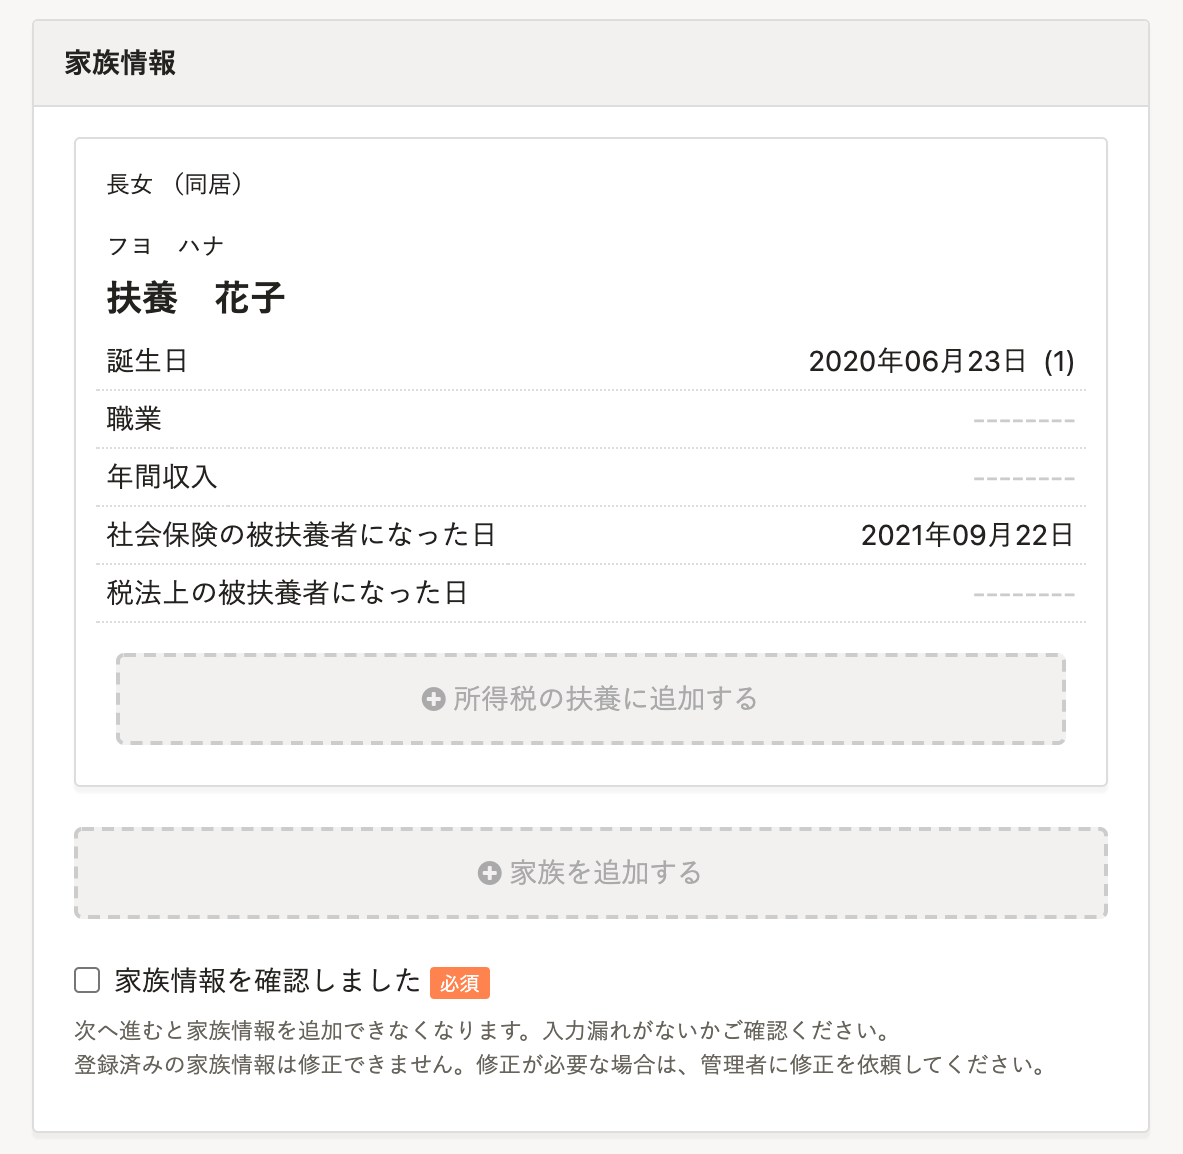 家族情報
長女 （同居）
フヨ　ハナ
扶養　花子
誕生日 2020年06月23日 (1)
職業 --------
年間収入 --------
社会保険の被扶養者になった日 2021年09月22日
税法上の被扶養者になった日 --------
所得税の扶養に追加する
家族を追加する
家族情報を確認しました 必須
次へ進むと家族情報を追加できなくなります。入力漏れがないかご確認ください。
登録済みの家族情報は修正できません。修正が必要な場合は、管理者に修正を依頼してください。